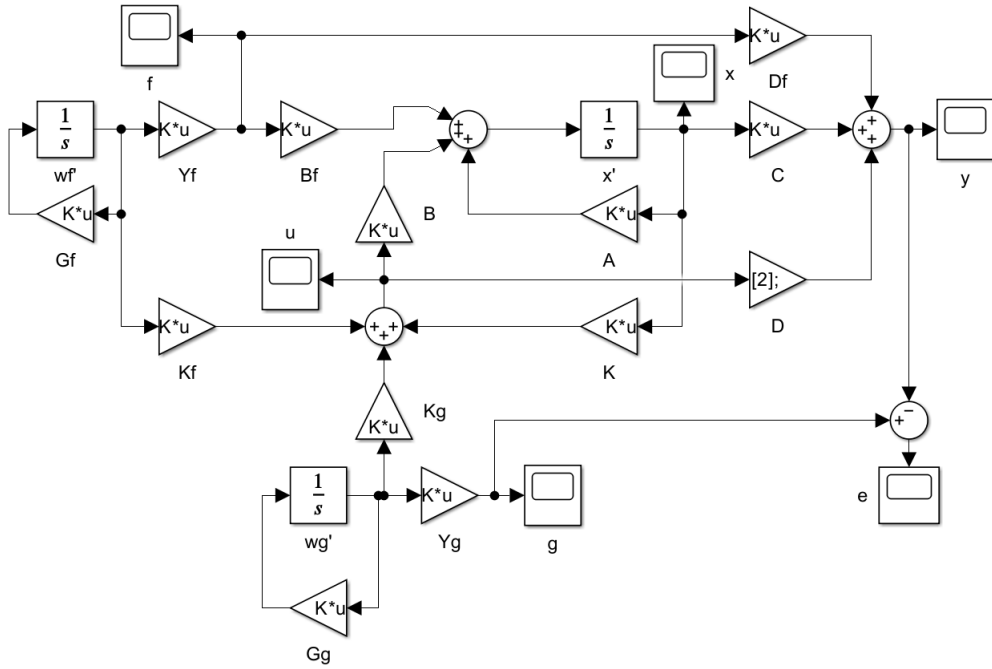 K*u
Df
f
x
1
s
wf'
K*u
Yf
K*u
Bf
+
+
+
1
s
x'
K*u
C
+
+
+
y
K*u
Gf
K*u
B
K*u
A
u
[2];
D
K*u
Kf
+
+
+
K*u
K
K*u
Kg
+
−
e
1
s
wg'
K*u
Yg
g
K*u
Gg